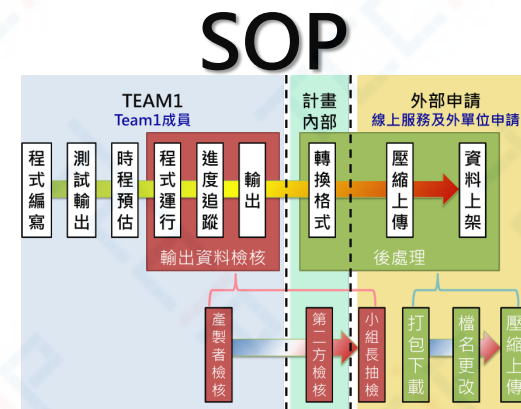 SOP
TEAM1
Team1成員
計畫
內部
外部申請
線上服務及外單位申請
程式編寫
測試輸出
時程預估
程式運行
進度追蹤
輸出
轉換格式
壓縮上傳
資料上架
輸出資料檢核
後處理
產製者檢核
第二方檢核
小組長抽檢
打包下載
檔名更改
壓縮上傳